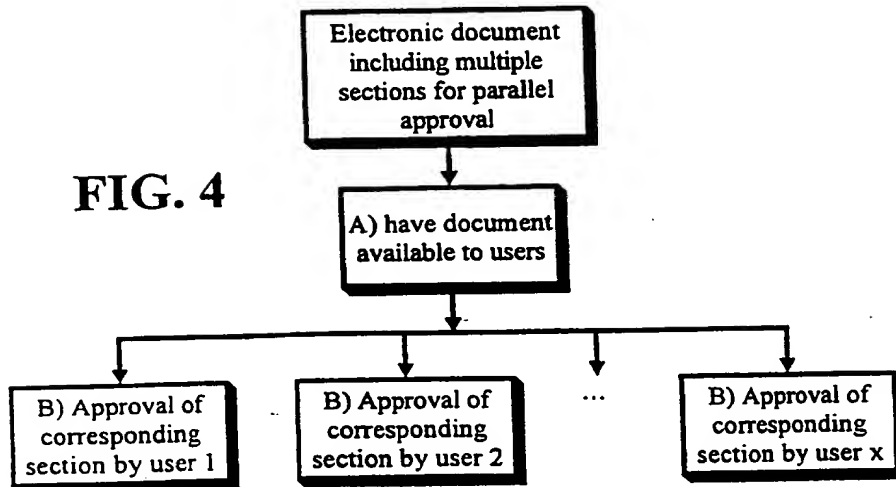 Electronic document
including multiple
sections for parallel
approval
FIG. 4
A) have document
available to users
B) Approval of
corresponding
section by user 1
B) Approval of
corresponding
section by user 2
...
B) Approval of
corresponding
section by user x